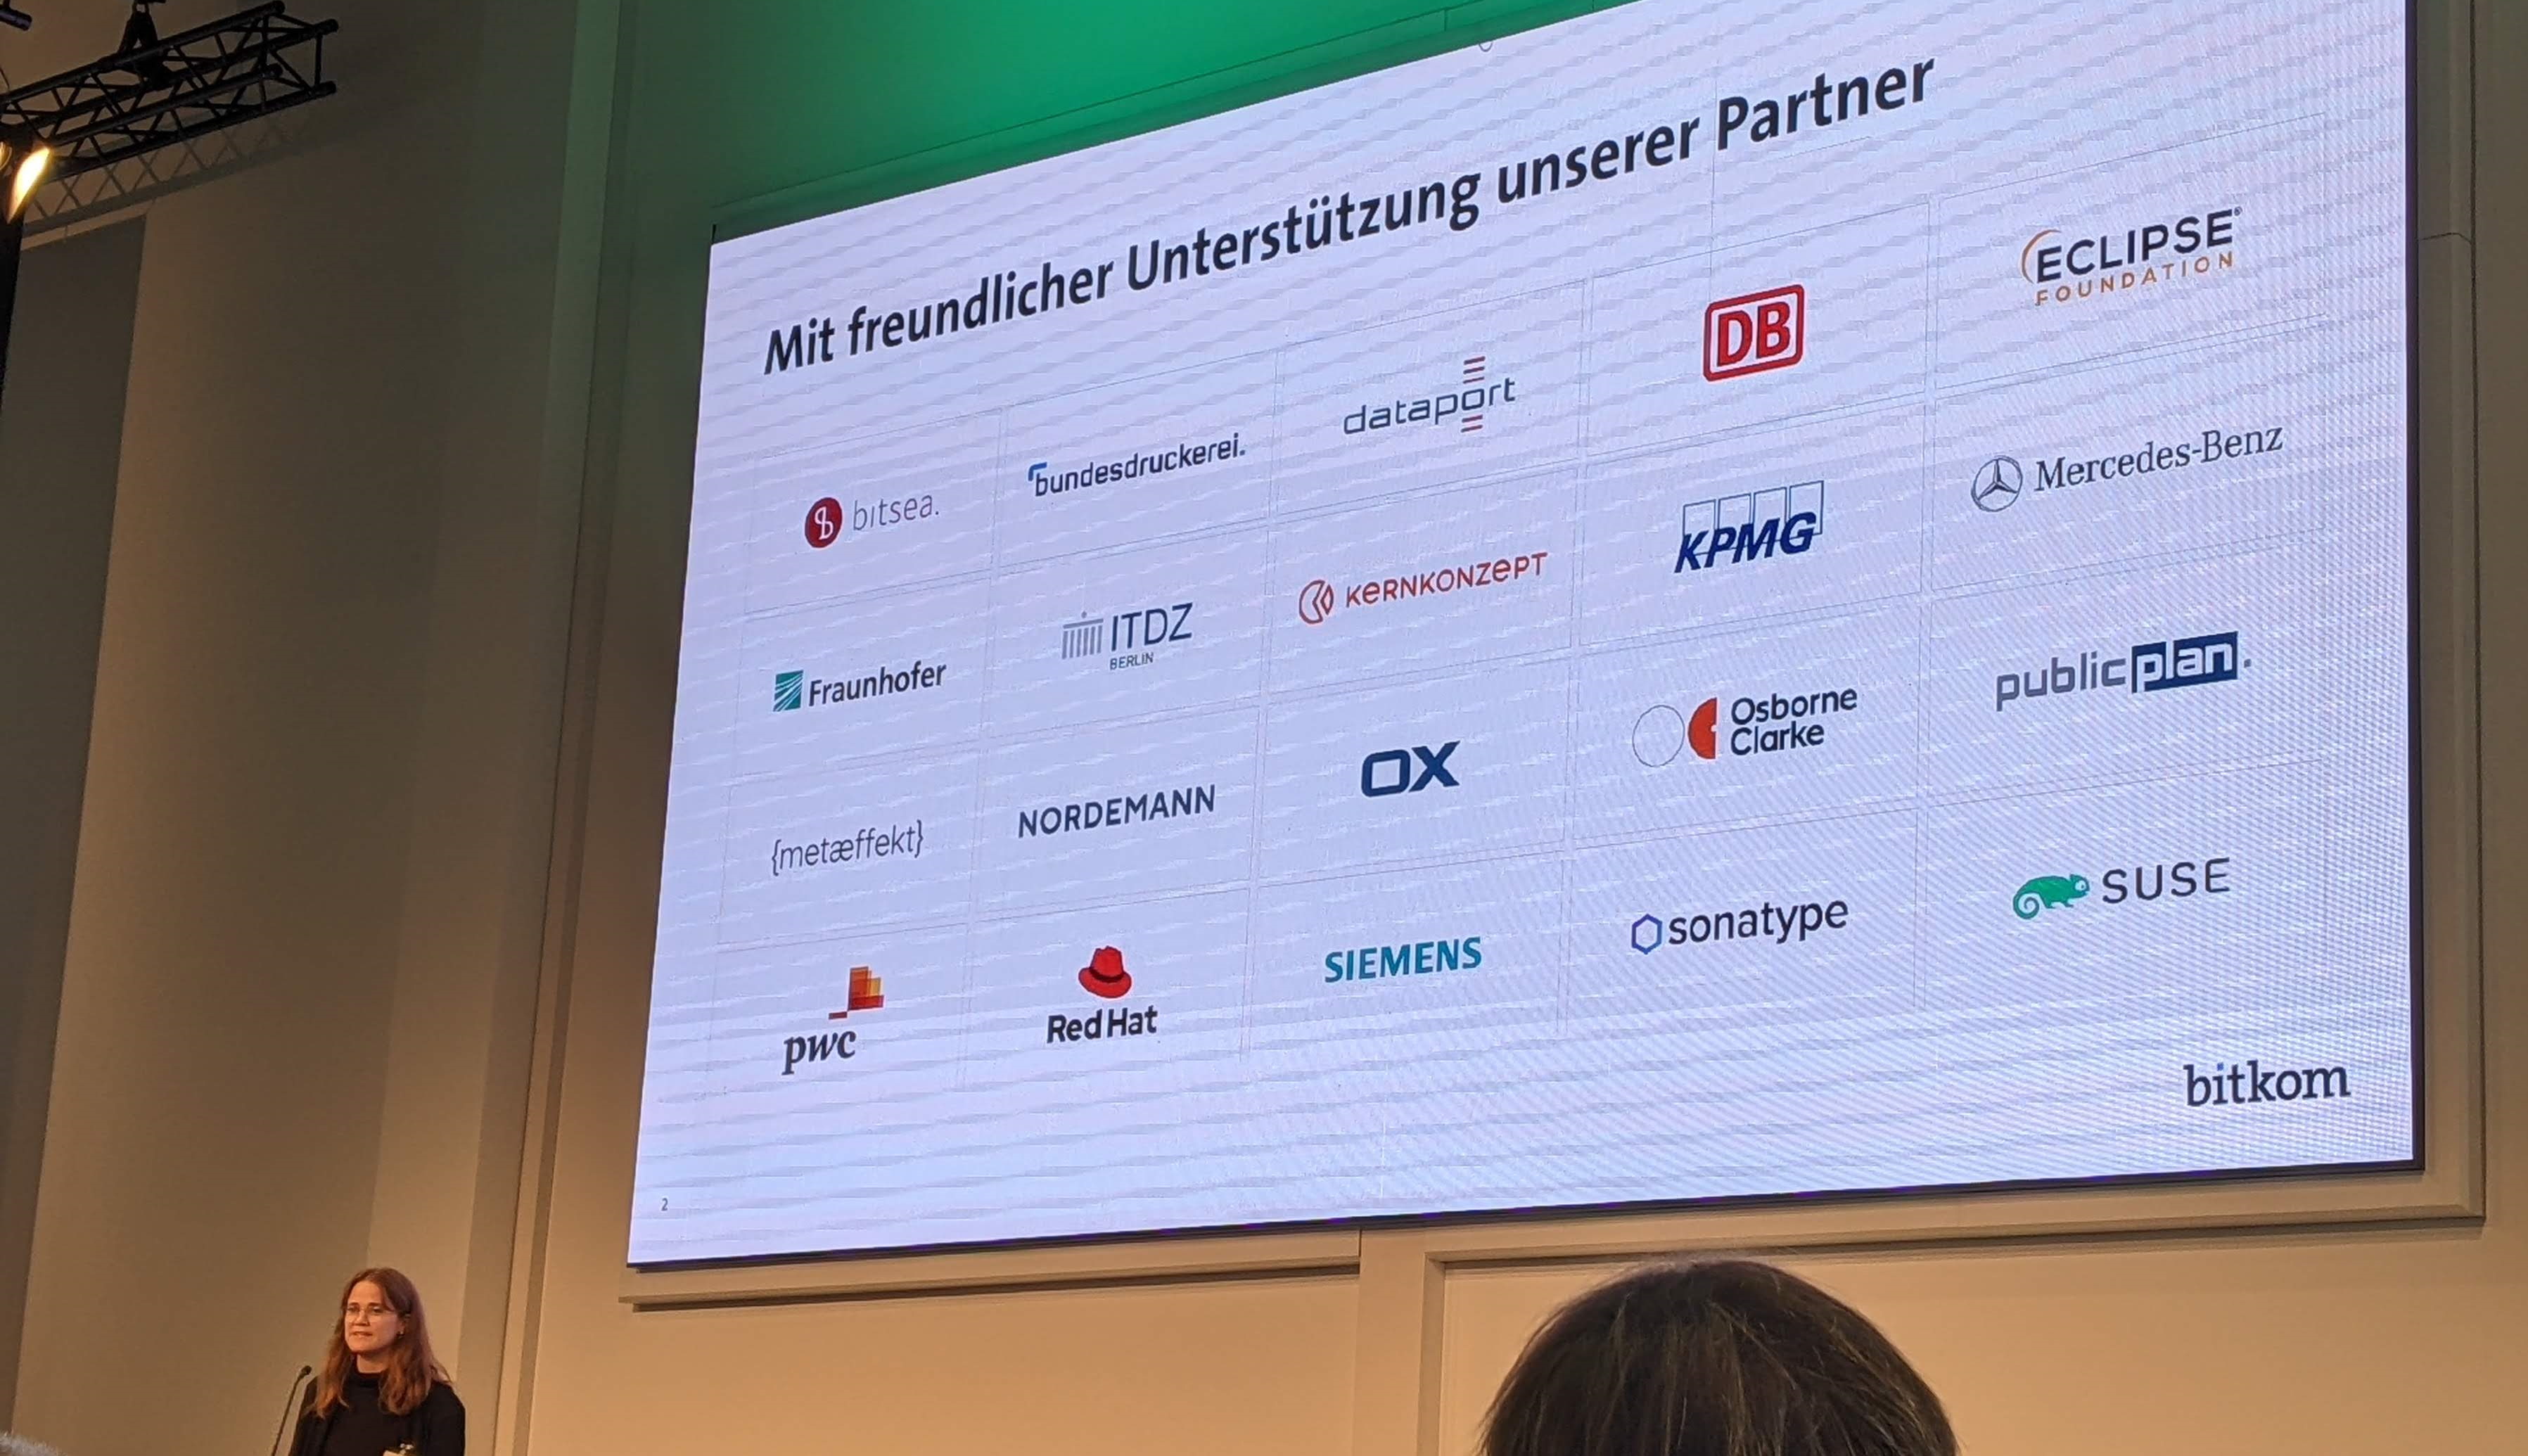 Mit freundlicher Unterstützung unserer Partner
bitsea.
bundesdruckerei.
dataport
DB
ECLIPSE®
FOUNDATION
Fraunhofer
ITDZ
BERLIN
KERNKONZEPT
KPMG
Mercedes-Benz
{metæffekt}
NORDEMANN
OX
Osborne
Clarke
publicplan.
pwc
Red Hat
SIEMENS
sonatype
SUSE
bitkom
2